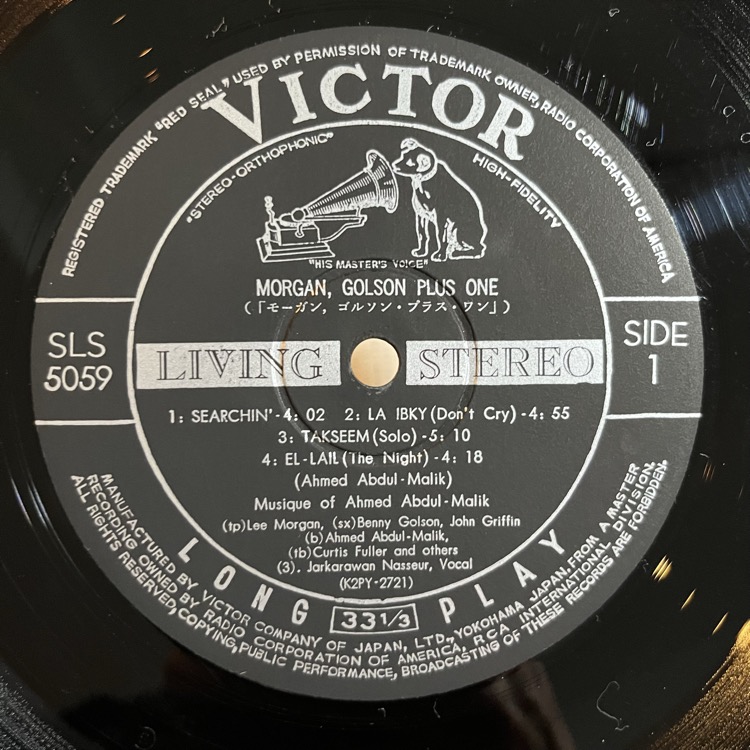 REGISTERED TRADEMARK "RED SEAL" USED BY PERMISSION OF TRADEMARK OWNER, RADIO CORPORATION OF AMERICA
VICTOR
"STEREO-ORTHOPHONIC"
HIGH-FIDELITY
"HIS MASTER'S VOICE"
MORGAN, GOLSON PLUS ONE
(「モーガン, ゴルソン・プラス・ワン」)
SLS
5059
SIDE
1
LIVING STEREO
1: SEARCHIN'-4: 02 2: LA IBKY (Don't Cry)-4: 55
3: TAKSEEM (Solo)-5: 10
4: EL-LAIL (The Night)-4: 18
(Ahmed Abdul-Malik)
Musique of Ahmed Abdul-Malik
(tp)Lee Morgan, (sx)Benny Golson, John Griffin
(b)Ahmed Abdul-Malik,
(tb)Curtis Fuller and others
(3). Jarkarawan Nasseur, Vocal
(K2PY-2721)
LONG 33 1/3 PLAY
MANUFACTURED BY VICTOR COMPANY OF JAPAN, LTD., YOKOHAMA JAPAN. FROM A MASTER
RECORDING OWNED BY RADIO CORPORATION OF AMERICA, RCA INTERNATIONAL DIVISION.
ALL RIGHTS RESERVED, COPYING, PUBLIC PERFORMANCE, BROADCASTING OF THESE RECORDS ARE FORBIDDEN.